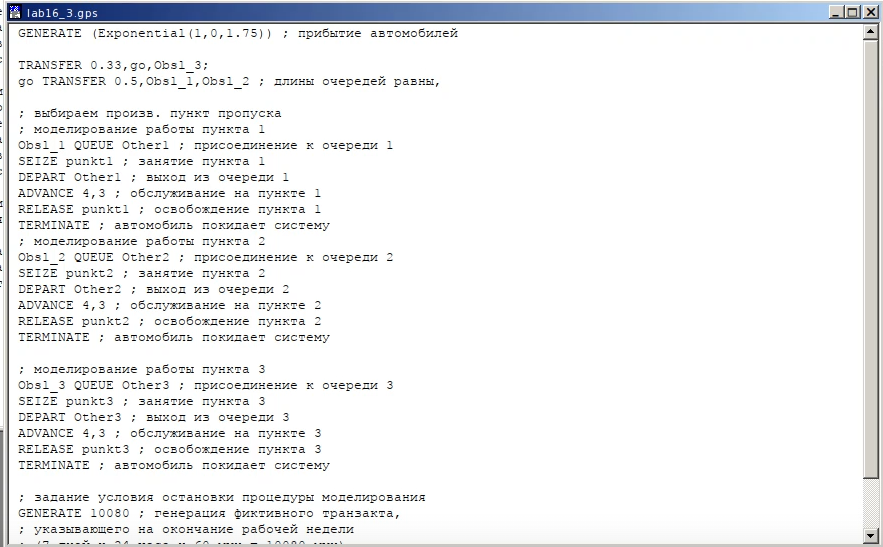 lab16_3.gps
GENERATE (Exponential(1,0,1.75)) ; прибытие автомобилей
TRANSFER 0.33,go,Obsl_3;
go TRANSFER 0.5,Obsl_1,Obsl_2 ; длины очередей равны,
; выбираем произв. пункт пропуска
; моделирование работы пункта 1
Obsl_1 QUEUE Other1 ; присоединение к очереди 1
SEIZE punkt1 ; занятие пункта 1
DEPART Other1 ; выход из очереди 1
ADVANCE 4,3 ; обслуживание на пункте 1
RELEASE punkt1 ; освобождение пункта 1
TERMINATE ; автомобиль покидает систему
; моделирование работы пункта 2
Obsl_2 QUEUE Other2 ; присоединение к очереди 2
SEIZE punkt2 ; занятие пункта 2
DEPART Other2 ; выход из очереди 2
ADVANCE 4,3 ; обслуживание на пункте 2
RELEASE punkt2 ; освобождение пункта 2
TERMINATE ; автомобиль покидает систему
; моделирование работы пункта 3
Obsl_3 QUEUE Other3 ; присоединение к очереди 3
SEIZE punkt3 ; занятие пункта 3
DEPART Other3 ; выход из очереди 3
ADVANCE 4,3 ; обслуживание на пункте 3
RELEASE punkt3 ; освобождение пункта 3
TERMINATE ; автомобиль покидает систему
; задание условия остановки процедуры моделирования
GENERATE 10080 ; генерация фиктивного транзакта,
; указывающего на окончание рабочей недели